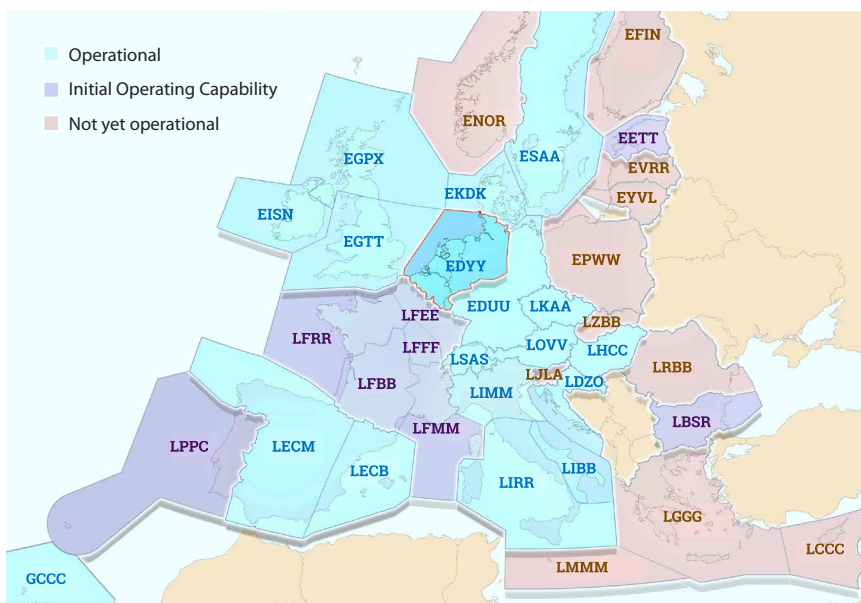 Operational
Initial Operating Capability
Not yet operational
EFIN
ENOR
EETT
ESAA
EGPX
EVRR
EKDK
EYVL
EISN
EGTT
EPWW
EDYY
EDUU
LKAA
LFEE
LZBB
LFRR
LFFF
LOVV
LHCC
LSAS
LRBB
LJLA
LDZO
LFBB
LIMM
LBSR
LFMM
LPPC
LECM
LECB
LIBB
LIRR
LGGG
LCCC
LMMM
GCCC